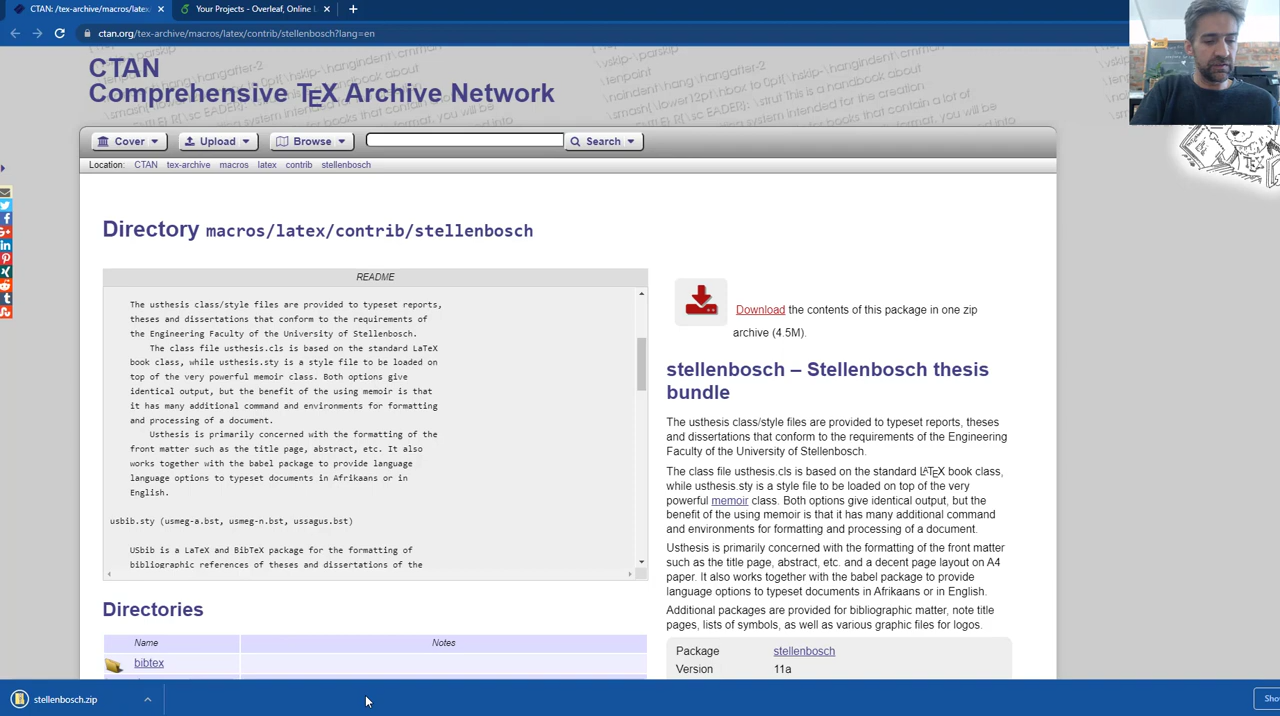 CTAN: /tex-archive/macros/latex/
Your Projects - Overleaf, Online L
ctan.org/tex-archive/macros/latex/contrib/stellenbosch?lang=en
CTAN
Comprehensive TEX Archive Network
Cover
Upload
Browse
Search
Location: CTAN tex-archive macros latex contrib stellenbosch
Directory macros/latex/contrib/stellenbosch
README
The usthesis class/style files are provided to typeset reports,
theses and dissertations that conform to the requirements of
the Engineering Faculty of the University of Stellenbosch.
The class file usthesis.cls is based on the standard LaTeX
book class, while usthesis.sty is a style file to be loaded on
top of the very powerful memoir class. Both options give
identical output, but the benefit of the using memoir is that
it has many additional command and environments for formatting
and processing of a document.
Usthesis is primarily concerned with the formatting of the
front matter such as the title page, abstract, etc. It also
works together with the babel package to provide language
language options to typeset documents in Afrikaans or in
English.
usbib.sty (usmeg-a.bst, usmeg-n.bst, ussagus.bst)
USbib is a LaTeX and BibTeX package for the formatting of
bibliographic references of theses and dissertations of the
Directories
Name
Notes
bibtex
Download the contents of this package in one zip
archive (4.5M).
stellenbosch – Stellenbosch thesis
bundle
The usthesis class/style files are provided to typeset reports, theses
and dissertations that conform to the requirements of the Engineering
Faculty of the University of Stellenbosch.
The class file usthesis.cls is based on the standard LATEX book class,
while usthesis.sty is a style file to be loaded on top of the very
powerful memoir class. Both options give identical output, but the
benefit of the using memoir is that it has many additional command
and environments for formatting and processing of a document.
Usthesis is primarily concerned with the formatting of the front matter
such as the title page, abstract, etc. and a decent page layout on A4
paper. It also works together with the babel package to provide
language options to typeset documents in Afrikaans or in English.
Additional packages are provided for bibliographic matter, note title
pages, lists of symbols, as well as various graphic files for logos.
Package stellenbosch
Version 11a
stellenbosch.zip
Sho